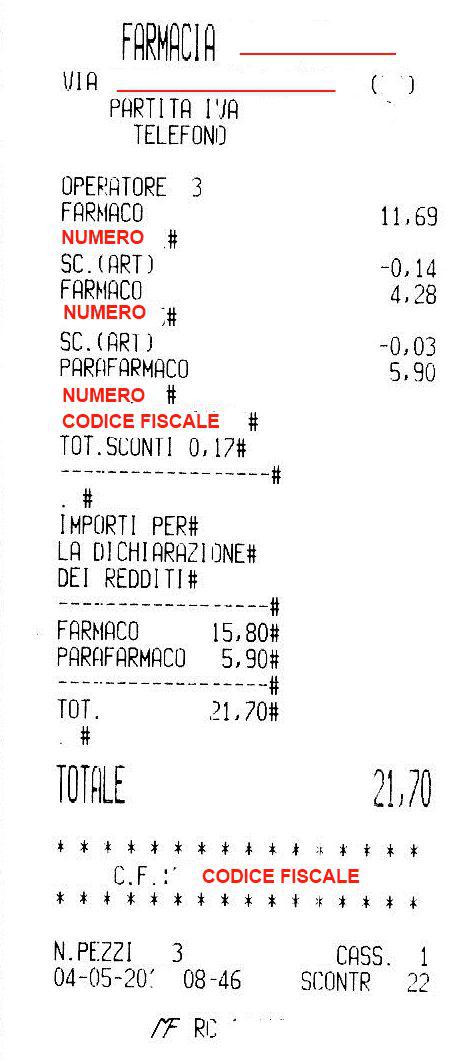 FARMACIA
VIA ( )
PARTITA IVA
TELEFONO
OPERATORE 3
FARMACO 11,69
NUMERO #
SC.(ART) -0,14
FARMACO 4,28
NUMERO #
SC.(ART) -0,03
PARAFARMACO 5,90
NUMERO #
CODICE FISCALE #
TOT.SCONTI 0,17#
------------------#
. #
IMPORTI PER#
LA DICHIARAZIONE#
DEI REDDITI#
------------------#
FARMACO 15,80#
PARAFARMACO 5,90#
------------------#
TOT. 21,70#
. #
TOTALE 21,70
* * * * * * * * * * * * * * * *
C.F.: CODICE FISCALE
* * * * * * * * * * * * * * * *
N.PEZZI 3 CASS. 1
04-05-20 08-46 SCONTR 22
MF RC